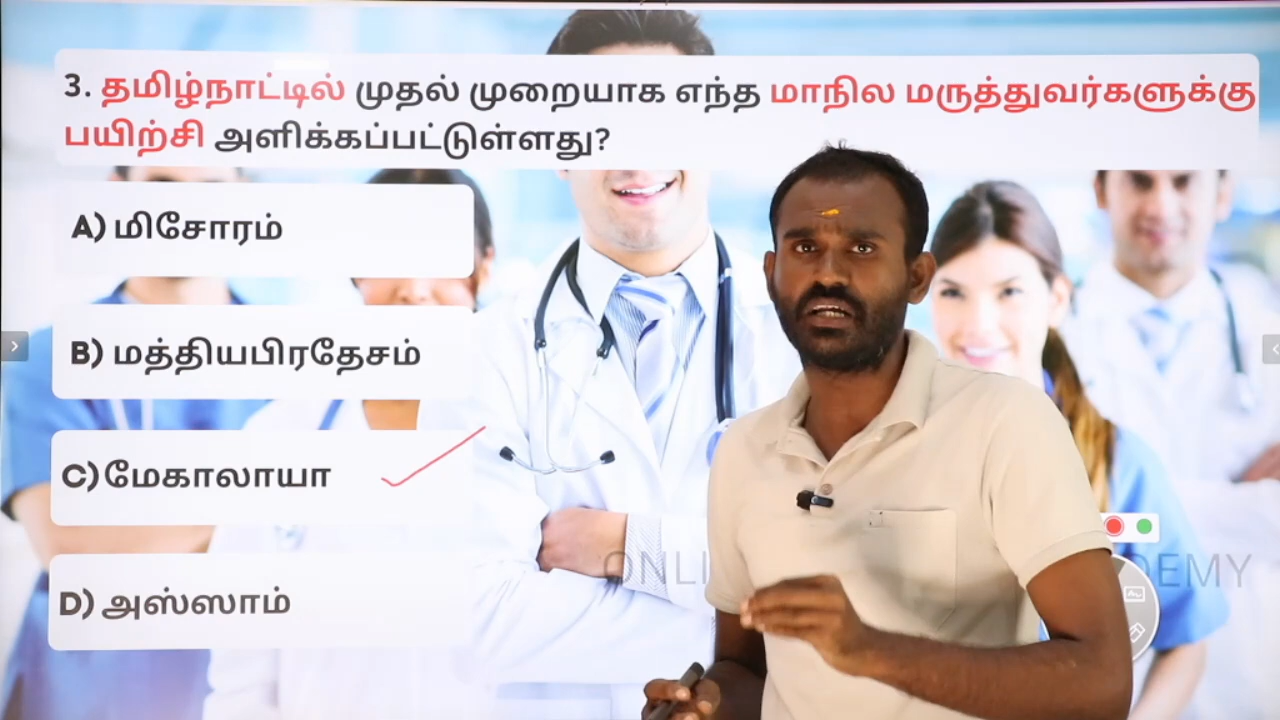 3. தமிழ்நாட்டில் முதல் முறையாக எந்த மாநில மருத்துவர்களுக்கு
பயிற்சி அளிக்கப்பட்டுள்ளது?
A) மிசோரம்
B) மத்தியபிரதேசம்
C) மேகாலாயா
D) அஸ்ஸாம்